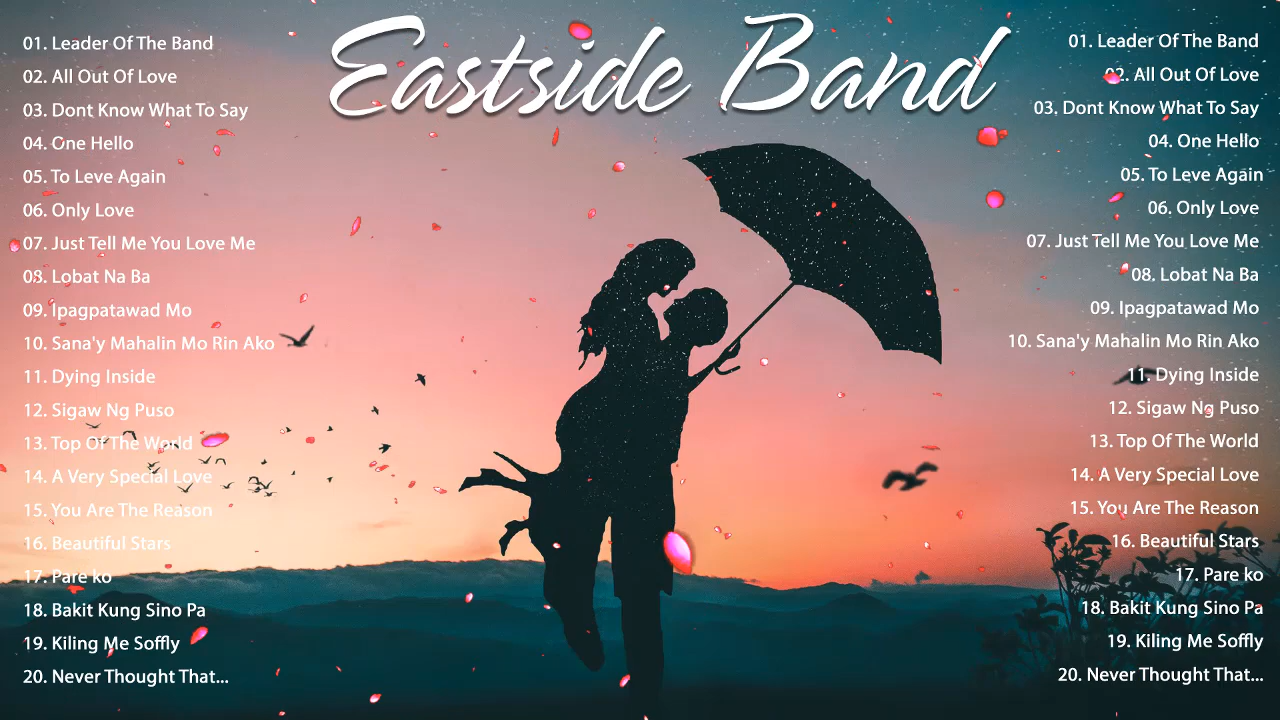 Eastside Band
01. Leader Of The Band
02. All Out Of Love
03. Dont Know What To Say
04. One Hello
05. To Leve Again
06. Only Love
07. Just Tell Me You Love Me
08. Lobat Na Ba
09. Ipagpatawad Mo
10. Sana'y Mahalin Mo Rin Ako
11. Dying Inside
12. Sigaw Ng Puso
13. Top Of The World
14. A Very Special Love
15. You Are The Reason
16. Beautiful Stars
17. Pare ko
18. Bakit Kung Sino Pa
19. Kiling Me Soffly
20. Never Thought That...
01. Leader Of The Band
02. All Out Of Love
03. Dont Know What To Say
04. One Hello
05. To Leve Again
06. Only Love
07. Just Tell Me You Love Me
08. Lobat Na Ba
09. Ipagpatawad Mo
10. Sana'y Mahalin Mo Rin Ako
11. Dying Inside
12. Sigaw Ng Puso
13. Top Of The World
14. A Very Special Love
15. You Are The Reason
16. Beautiful Stars
17. Pare ko
18. Bakit Kung Sino Pa
19. Kiling Me Soffly
20. Never Thought That...